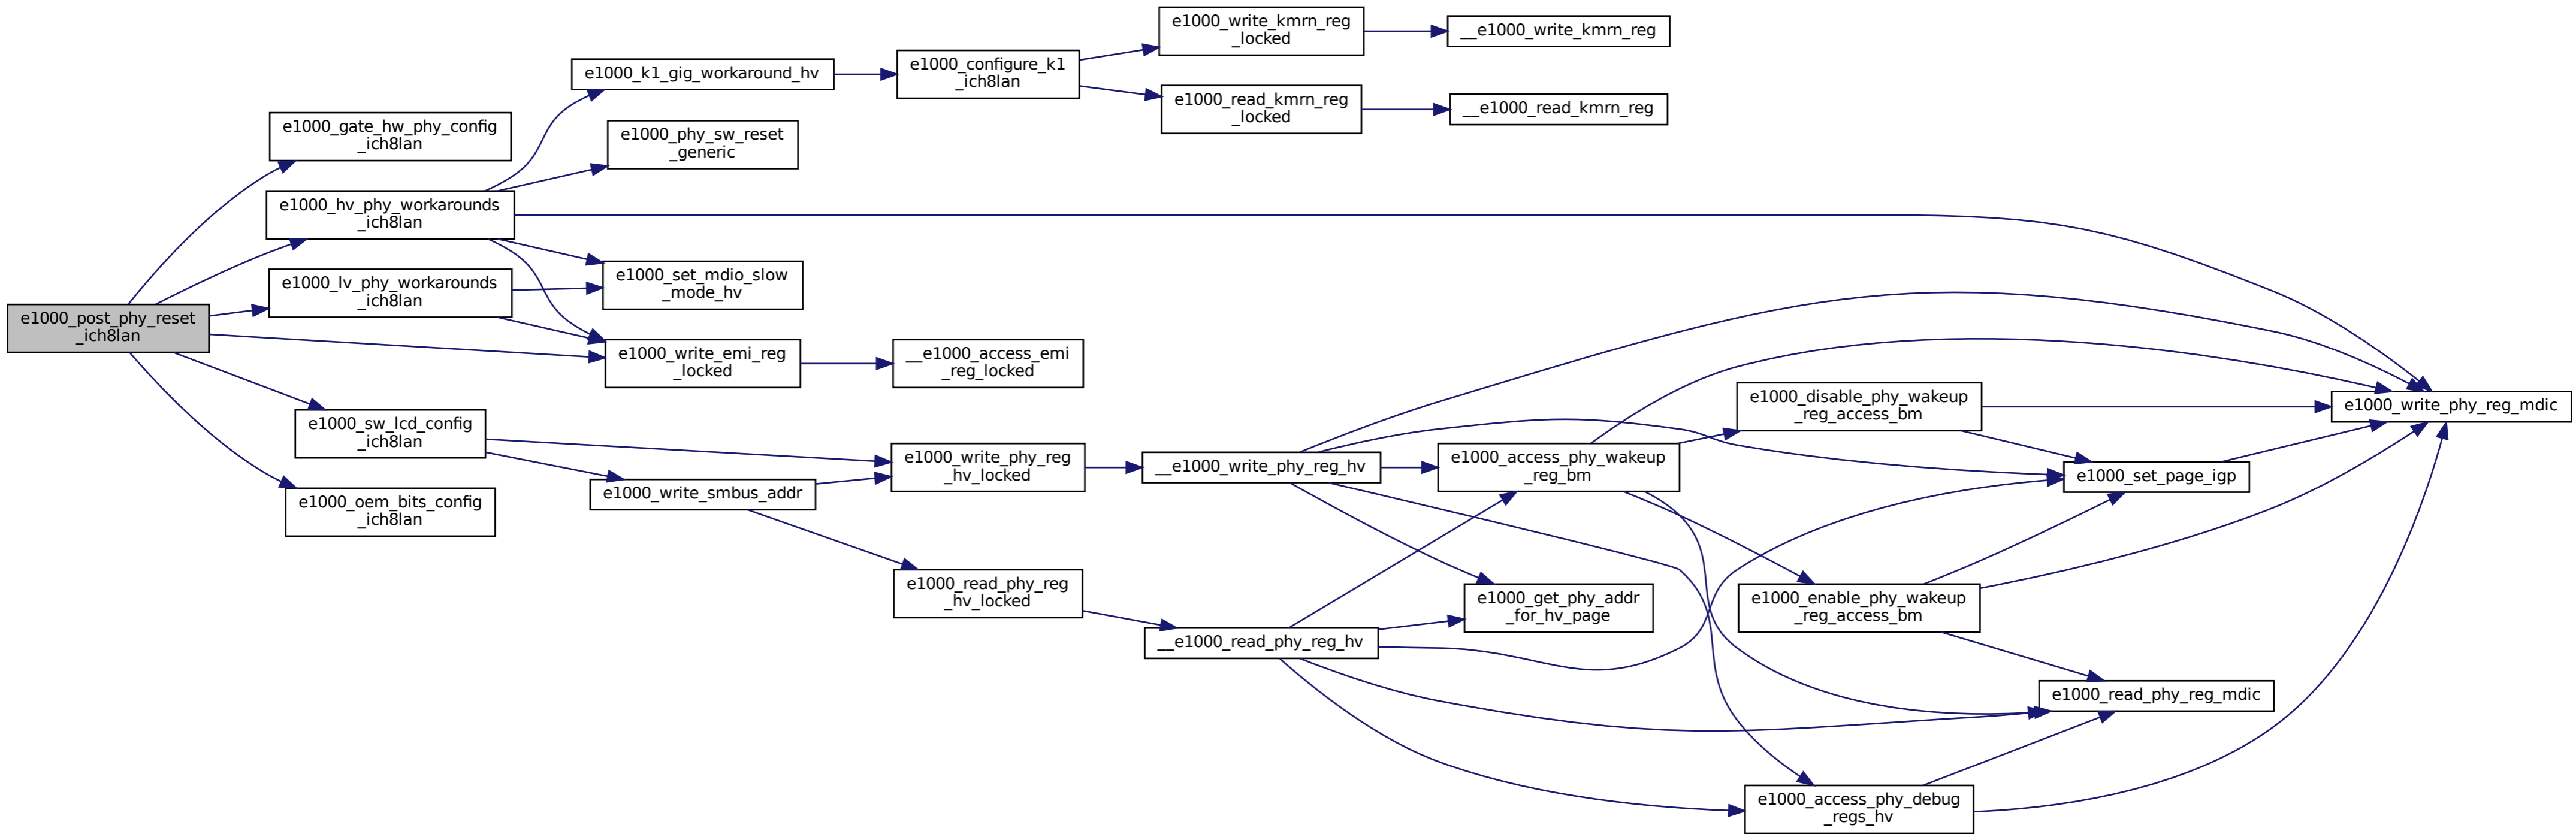 e1000_post_phy_reset
_ich8lan
e1000_gate_hw_phy_config
_ich8lan
e1000_hv_phy_workarounds
_ich8lan
e1000_lv_phy_workarounds
_ich8lan
e1000_sw_lcd_config
_ich8lan
e1000_oem_bits_config
_ich8lan
e1000_k1_gig_workaround_hv
e1000_phy_sw_reset
_generic
e1000_set_mdio_slow
_mode_hv
e1000_write_emi_reg
_locked
e1000_write_smbus_addr
e1000_configure_k1
_ich8lan
__e1000_access_emi
_reg_locked
e1000_write_phy_reg
_hv_locked
e1000_read_phy_reg
_hv_locked
e1000_write_kmrn_reg
_locked
e1000_read_kmrn_reg
_locked
__e1000_write_phy_reg_hv
__e1000_read_phy_reg_hv
__e1000_write_kmrn_reg
__e1000_read_kmrn_reg
e1000_access_phy_wakeup
_reg_bm
e1000_get_phy_addr
_for_hv_page
e1000_disable_phy_wakeup
_reg_access_bm
e1000_enable_phy_wakeup
_reg_access_bm
e1000_access_phy_debug
_regs_hv
e1000_set_page_igp
e1000_read_phy_reg_mdic
e1000_write_phy_reg_mdic